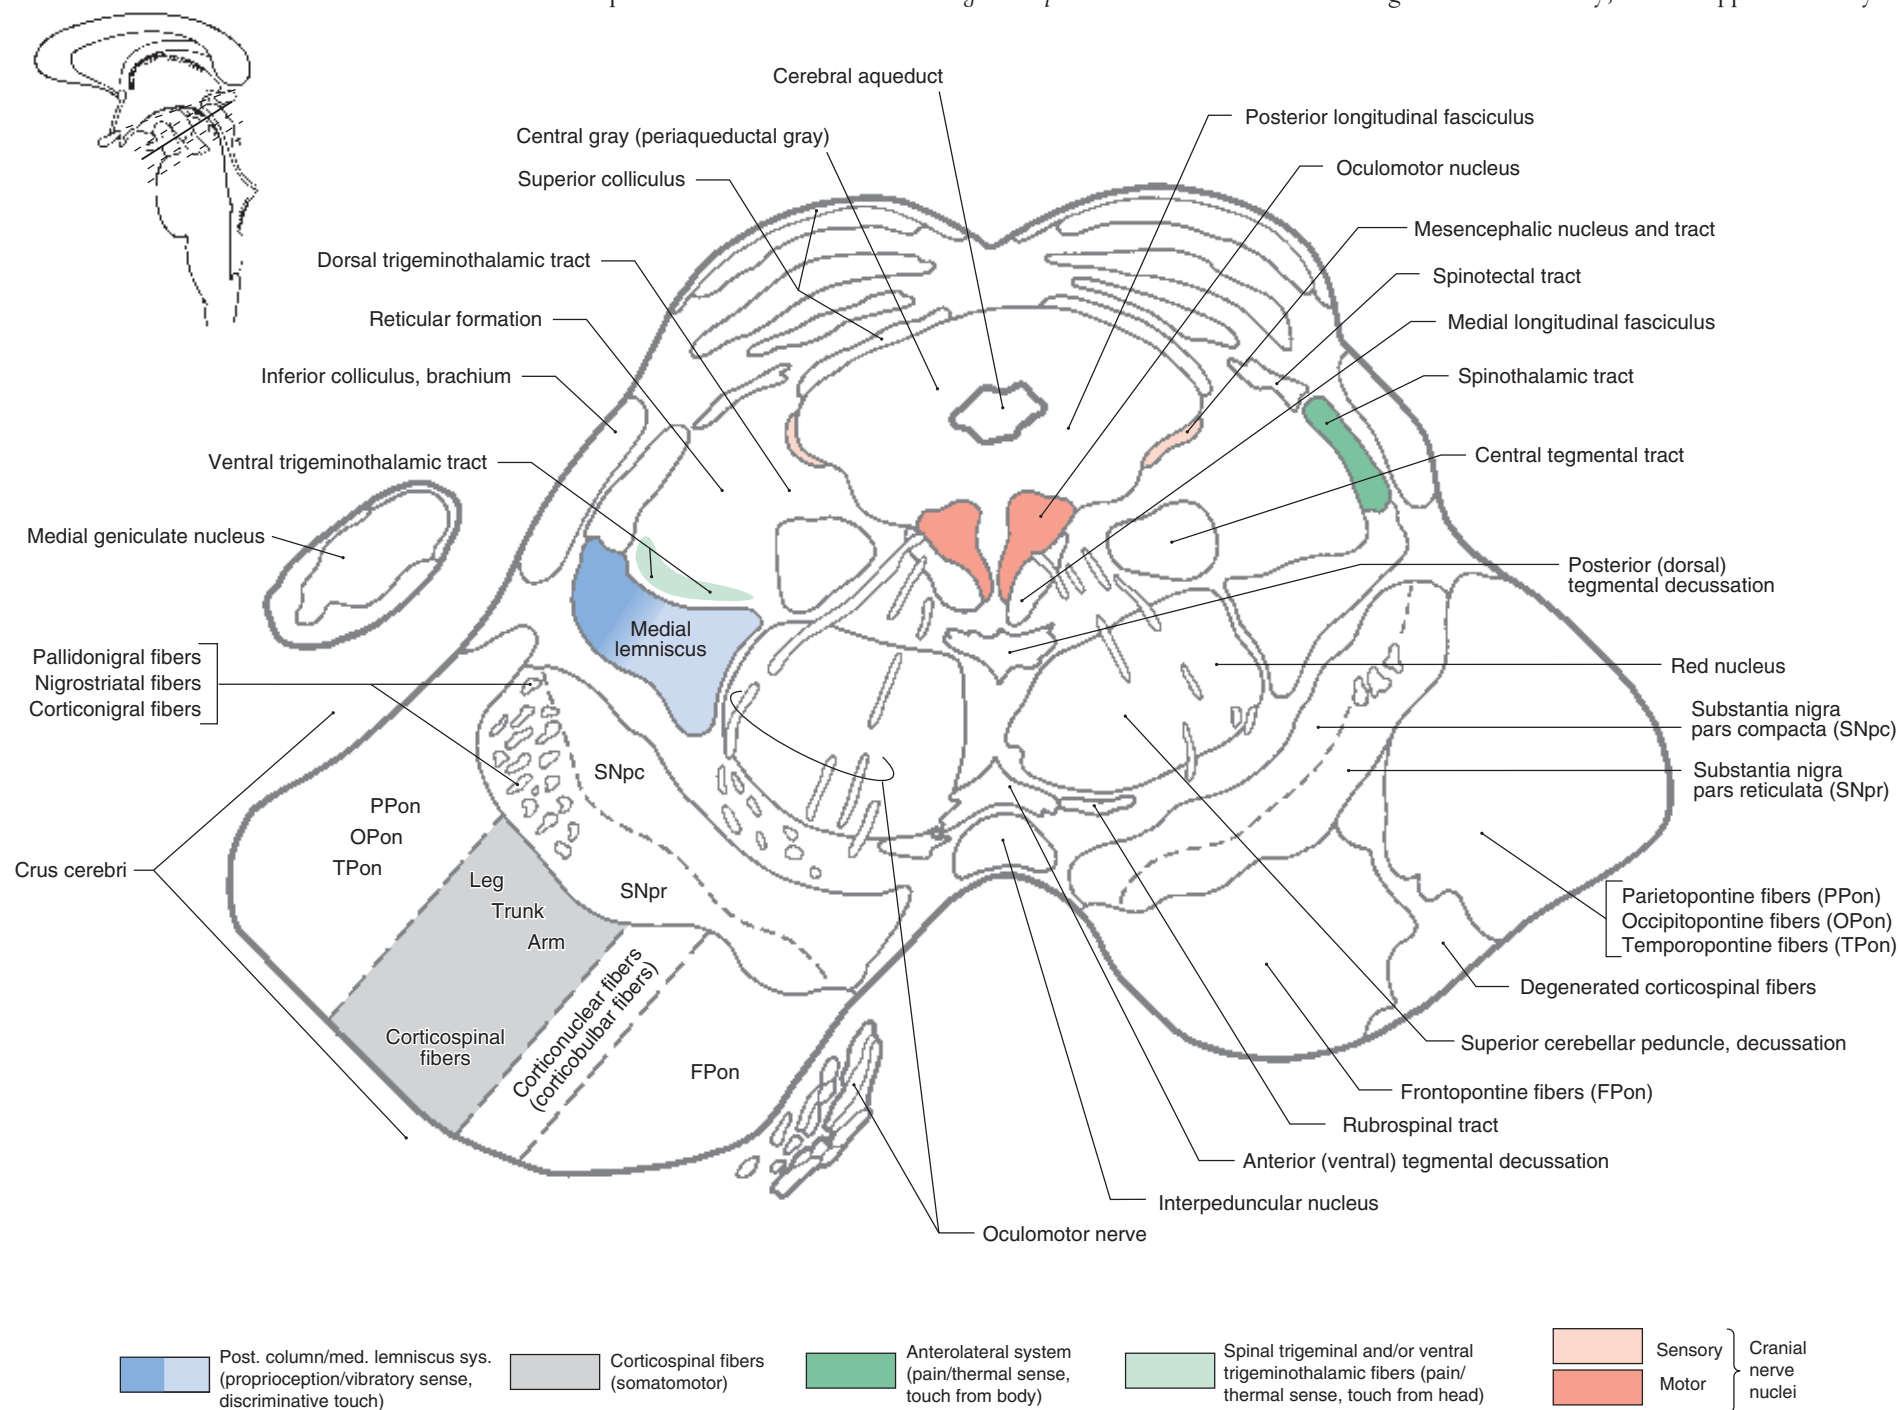 Cerebral aqueduct
Central gray (periaqueductal gray)
Superior colliculus
Dorsal trigeminothalamic tract
Reticular formation
Inferior colliculus, brachium
Ventral trigeminothalamic tract
Medial geniculate nucleus
Pallidonigral fibers
Nigrostriatal fibers
Corticonigral fibers
Crus cerebri
Posterior longitudinal fasciculus
Oculomotor nucleus
Mesencephalic nucleus and tract
Spinotectal tract
Medial longitudinal fasciculus
Spinothalamic tract
Central tegmental tract
Posterior (dorsal)
tegmental decussation
Red nucleus
Substantia nigra
pars compacta (SNpc)
Substantia nigra
pars reticulata (SNpr)
Parietopontine fibers (PPon)
Occipitopontine fibers (OPon)
Temporopontine fibers (TPon)
Degenerated corticospinal fibers
Superior cerebellar peduncle, decussation
Frontopontine fibers (FPon)
Rubrospinal tract
Anterior (ventral) tegmental decussation
Interpeduncular nucleus
Oculomotor nerve
Medial
lemniscus
SNpc
SNpr
PPon
OPon
TPon
Leg
Trunk
Arm
Corticospinal
fibers
Corticonuclear fibers
(corticobulbar fibers)
FPon
Post. column/med. lemniscus sys.
(proprioception/vibratory sense,
discriminative touch)
Corticospinal fibers
(somatomotor)
Anterolateral system
(pain/thermal sense,
touch from body)
Spinal trigeminal and/or ventral
trigeminothalamic fibers (pain/
thermal sense, touch from head)
Sensory
Motor
Cranial
nerve
nuclei